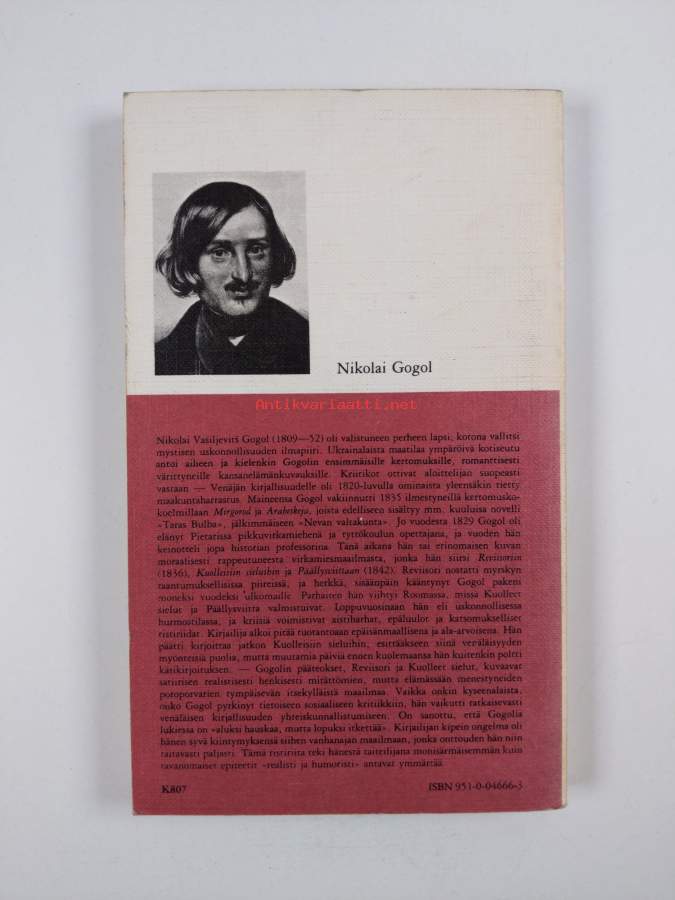 Nikolai Gogol
Antikvariaatti.net
Nikolai Vasiljevitš Gogol (1809—52) oli valistuneen perheen lapsi, kotona vallitsi
mystisen uskonnollisuuden ilmapiiri. Ukrainalaista maatilaa ympäröivä kotiseutu
antoi aiheen ja kielenkin Gogolin ensimmäisille kertomuksille, romanttisesti
värittyneille kansanelämänkuvauksille. Kriitikot ottivat aloittelijan suopeasti
vastaan — Venäjän kirjallisuudelle oli 1820-luvulla ominaista yleensäkin tietty
maakuntaharrastus. Maineensa Gogol vakiinnutti 1835 ilmestyneillä kertomusko-
koelmillaan Mirgorod ja Arabeskeja, joista edelliseen sisältyy mm. kuuluisa novelli
»Taras Bulba», jälkimmäiseen »Nevan valtakatu». Jo vuodesta 1829 Gogol oli
elänyt Pietarissa pikkuvirkamiehenä ja tyttökoulun opettajana, ja vuoden hän
keinotteli jopa historian professorina. Tänä aikana hän sai erinomaisen kuvan
moraalisesti rappeutuneesta virkamiesmaailmasta, jonka hän siirsi Revisoriin
(1836), Kuolleisiin sieluihin ja Päällysviittaan (1842). Reviisori nostatti myrskyn
taantumuksellisissa piireissä, ja herkkä, sisäänpäin kääntynyt Gogol pakeni
moneksi vuodeksi ulkomaille. Parhaiten hän viihtyi Roomassa, missä Kuolleet
sielut ja Päällysviitta valmistuivat. Loppuvuosinaan hän eli uskonnollisessa
hurmostilassa, ja kriisiä voimistivat aistiharhat, epäluulot ja katsomukselliset
ristiriidat. Kirjailija alkoi pitää tuotantoaan epäisänmaallisena ja ala-arvoisena. Hän
päätti kirjoittaa jatkon Kuolleisiin sieluihin, esittääkseen siinä venäläisyyden
myönteisiä puolia, mutta muutamia päiviä ennen kuolemaansa hän kuitenkin poltti
käsikirjoituksen. — Gogolin pääteokset, Reviisori ja Kuolleet sielut, kuvaavat
satiirisen realistisesti henkisesti mitättömien, mutta elämässään menestyneiden
poroporvarien tympäisevän itsekylläistä maailmaa. Vaikka onkin kyseenalaista,
onko Gogol pyrkinyt tietoiseen sosiaaliseen kritiikkiin, hän vaikutti ratkaisevasti
venäläisen kirjallisuuden yhteiskunnallistumiseen. On sanottu, että Gogolia
lukiessa on »aluksi hauskaa, mutta lopuksi itkettää». Kirjailijan kipein ongelma oli
hänen syvä kiintymyksensä siihen vanhanajan maailmaan, jonka onttouden hän niin
taitavasti paljasti. Tämä ristiriita teki hänestä taiteilijana monisärmäisemmän kuin
tavanomaiset epiteetit »realisti ja humoristi» antavat ymmärtää.
K807
ISBN 951-0-04666-3